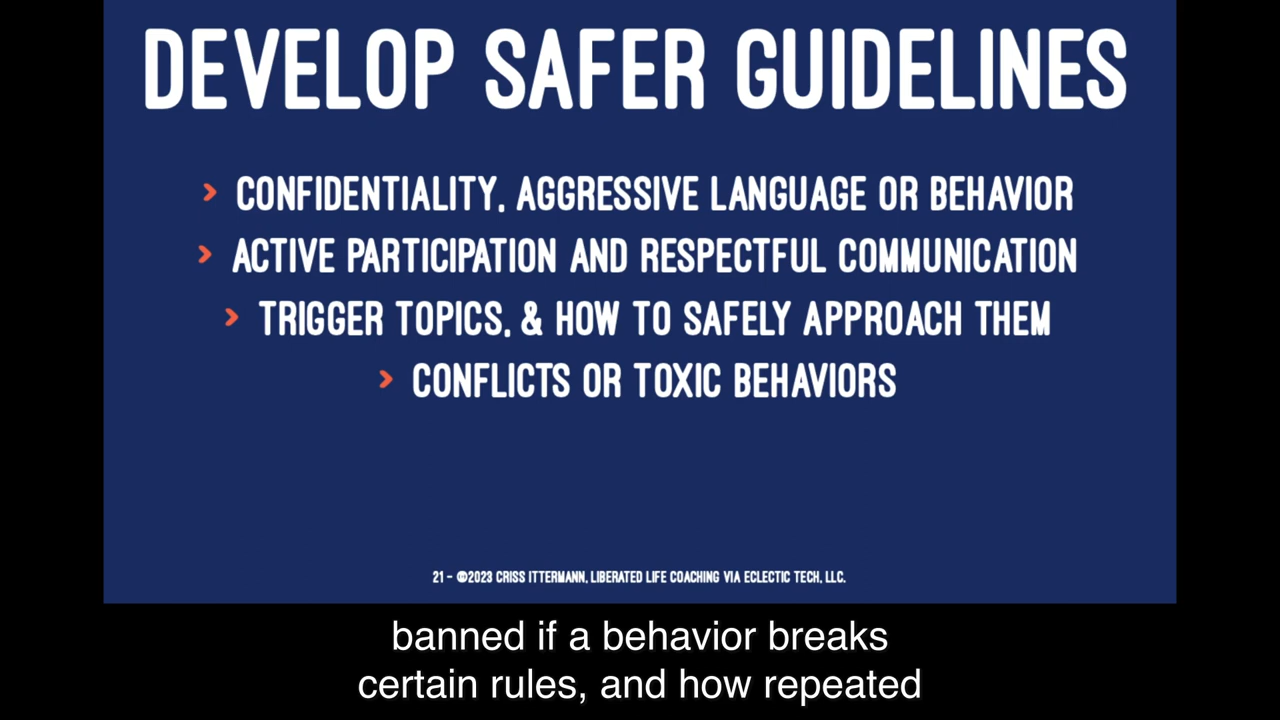 DEVELOP SAFER GUIDELINES
› CONFIDENTIALITY, AGGRESSIVE LANGUAGE OR BEHAVIOR
› ACTIVE PARTICIPATION AND RESPECTFUL COMMUNICATION
› TRIGGER TOPICS, & HOW TO SAFELY APPROACH THEM
› CONFLICTS OR TOXIC BEHAVIORS
21 - ©2023 CRISS ITTERMANN, LIBERATED LIFE COACHING VIA ECLECTIC TECH, LLC.
banned if a behavior breaks
certain rules, and how repeated